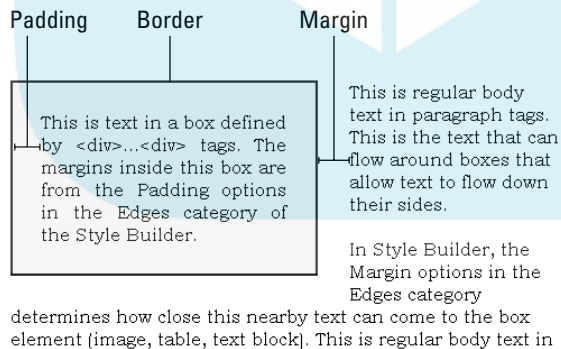 Padding Border Margin
This is text in a box defined
by <div>...<div> tags. The
margins inside this box are
from the Padding options
in the Edges category of
the Style Builder.
This is regular body
text in paragraph tags.
This is the text that can
flow around boxes that
allow text to flow down
their sides.
In Style Builder, the
Margin options in the
Edges category
determines how close this nearby text can come to the box
element (image, table, text block). This is regular body text in